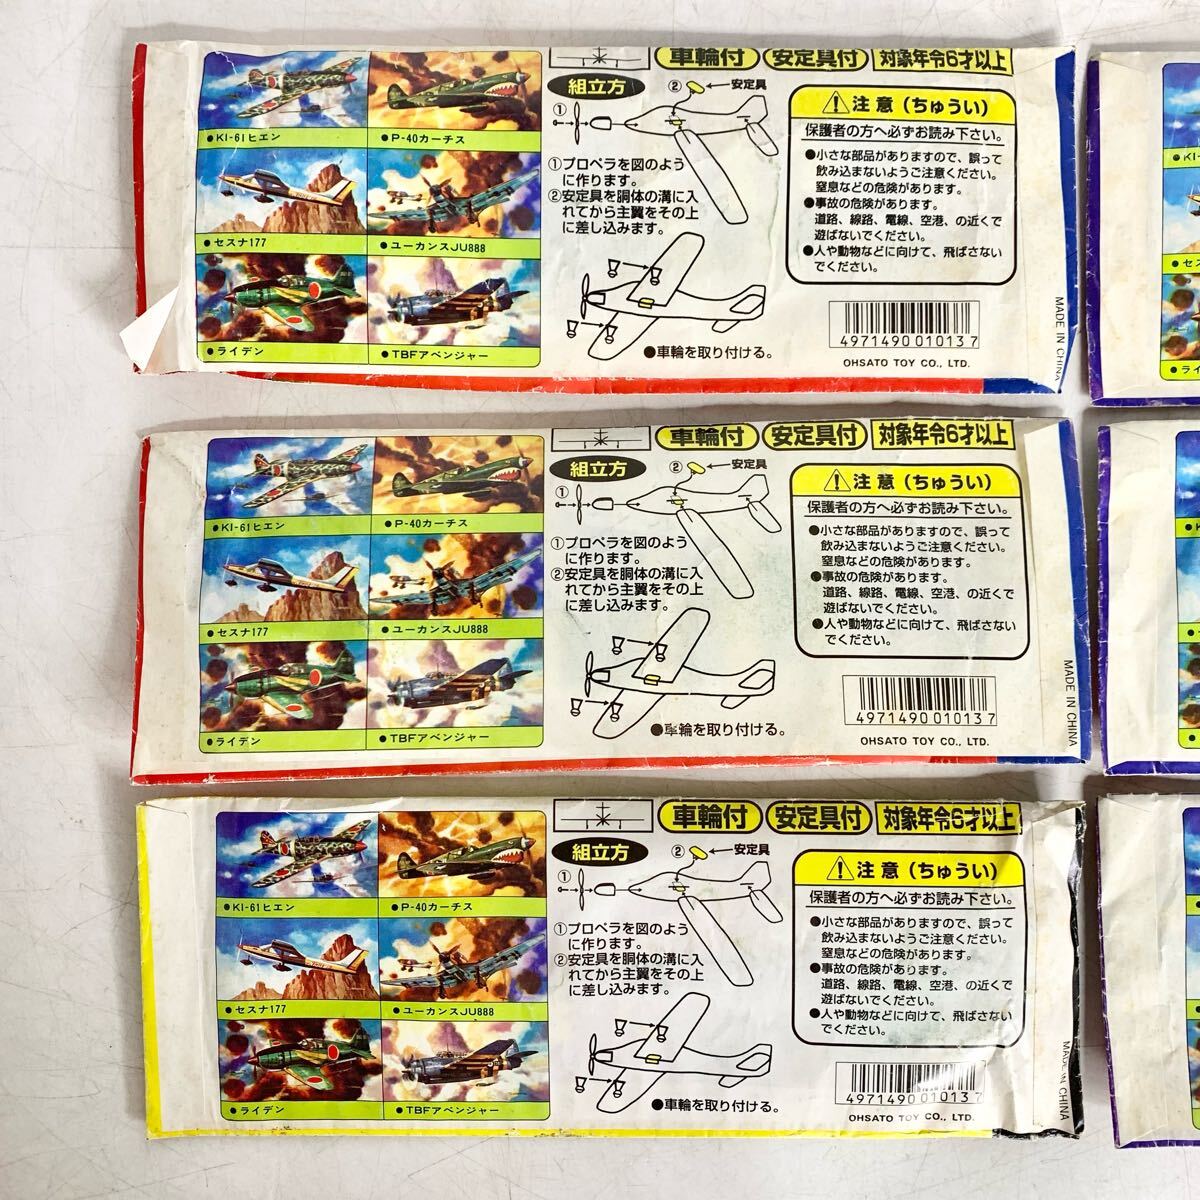 ●KI-61ヒエン
●P-40カーチス
●セスナ177
●ユーカンスJU888
●ライデン
●TBFアベンジャー
車輪付
安定具付
対象年令6才以上
組立方
①
②
安定具
①プロペラを図のよう
に作ります。
②安定具を胴体の溝に入
れてから主翼をその上
に差し込みます。
●車輪を取り付ける。
注意(ちゅうい)
保護者の方へ必ずお読み下さい。
●小さな部品がありますので、誤って
飲み込まないようご注意ください。
窒息などの危険があります。
●事故の危険があります。
道路、線路、電線、空港、の近くで
遊ばないでください。
●人や動物などに向けて、飛ばさない
でください。
4971490 010137
OHSATO TOY CO., LTD.
MADE IN CHINA
●KI-61ヒエン
●P-40カーチス
●セスナ177
●ユーカンスJU888
●ライデン
●TBFアベンジャー
車輪付
安定具付
対象年令6才以上
組立方
①
②
安定具
①プロペラを図のよう
に作ります。
②安定具を胴体の溝に入
れてから主翼をその上
に差し込みます。
●車輪を取り付ける。
注意(ちゅうい)
保護者の方へ必ずお読み下さい。
●小さな部品がありますので、誤って
飲み込まないようご注意ください。
窒息などの危険があります。
●事故の危険があります。
道路、線路、電線、空港、の近くで
遊ばないでください。
●人や動物などに向けて、飛ばさない
でください。
4971490 010137
OHSATO TOY CO., LTD.
MADE IN CHINA
●KI-61ヒエン
●P-40カーチス
●セスナ177
●ユーカンスJU888
●ライデン
●TBFアベンジャー
車輪付
安定具付
対象年令6才以上
組立方
①
②
安定具
①プロペラを図のよう
に作ります。
②安定具を胴体の溝に入
れてから主翼をその上
に差し込みます。
●車輪を取り付ける。
注意(ちゅうい)
保護者の方へ必ずお読み下さい。
●小さな部品がありますので、誤って
飲み込まないようご注意ください。
窒息などの危険があります。
●事故の危険があります。
道路、線路、電線、空港、の近くで
遊ばないでください。
●人や動物などに向けて、飛ばさない
でください。
4971490 010137
OHSATO TOY CO., LTD.
MADE IN CHINA